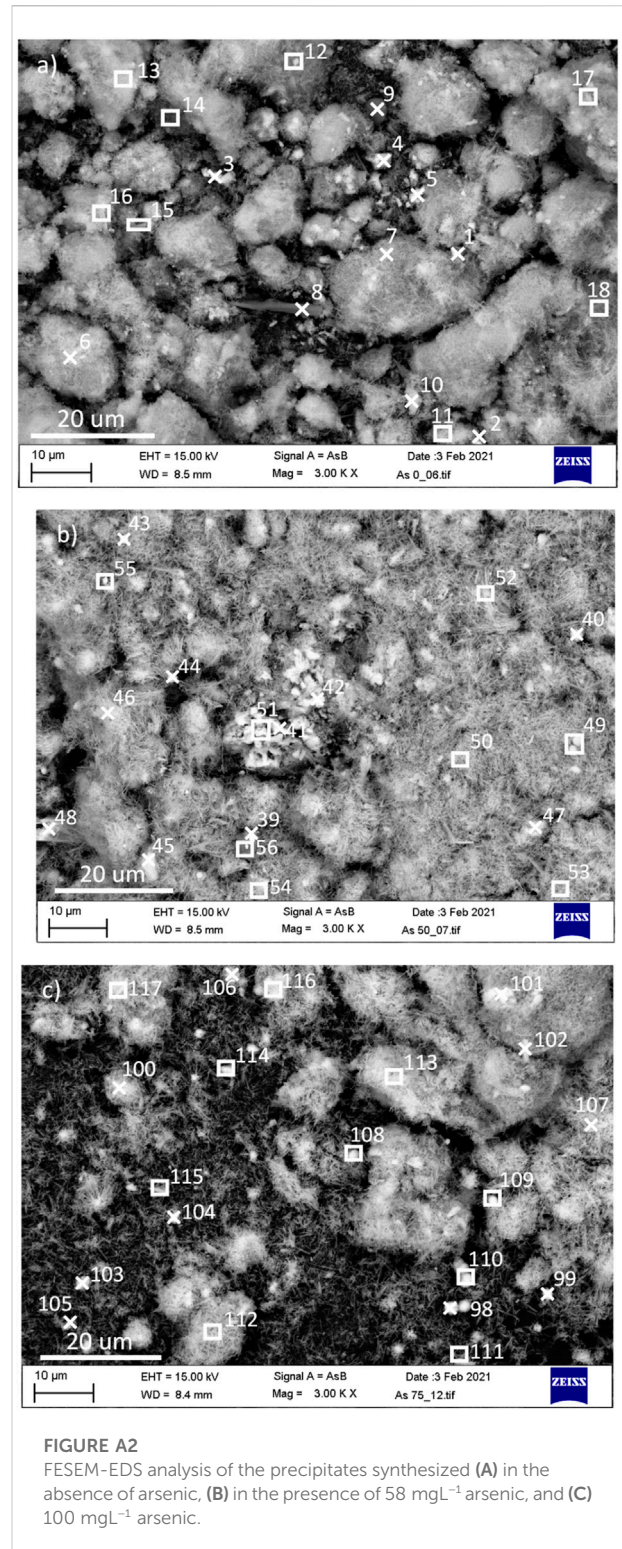 a)
12
13
17
9
14
4
3
5
16
15
7
1
18
8
6
10
11
2
20 um
10 µm
EHT = 15.00 kV Signal A = AsB Date :3 Feb 2021
WD = 8.5 mm Mag = 3.00 K X As 0_06.tif
ZEISS
b)
43
55
52
40
44
46
42
51
41
49
50
48
39
47
56
45
20 um
54
53
10 µm
EHT = 15.00 kV Signal A = AsB Date :3 Feb 2021
WD = 8.5 mm Mag = 3.00 K X As 50_07.tif
ZEISS
c)
117
106
116
101
102
114
113
100
107
108
115
109
104
110
103
99
98
105
112
111
20 um
10 µm
EHT = 15.00 kV Signal A = AsB Date :3 Feb 2021
WD = 8.4 mm Mag = 3.00 K X As 75_12.tif
ZEISS
FIGURE A2
FESEM-EDS analysis of the precipitates synthesized (A) in the
absence of arsenic, (B) in the presence of 58 mgL⁻¹ arsenic, and (C)
100 mgL⁻¹ arsenic.